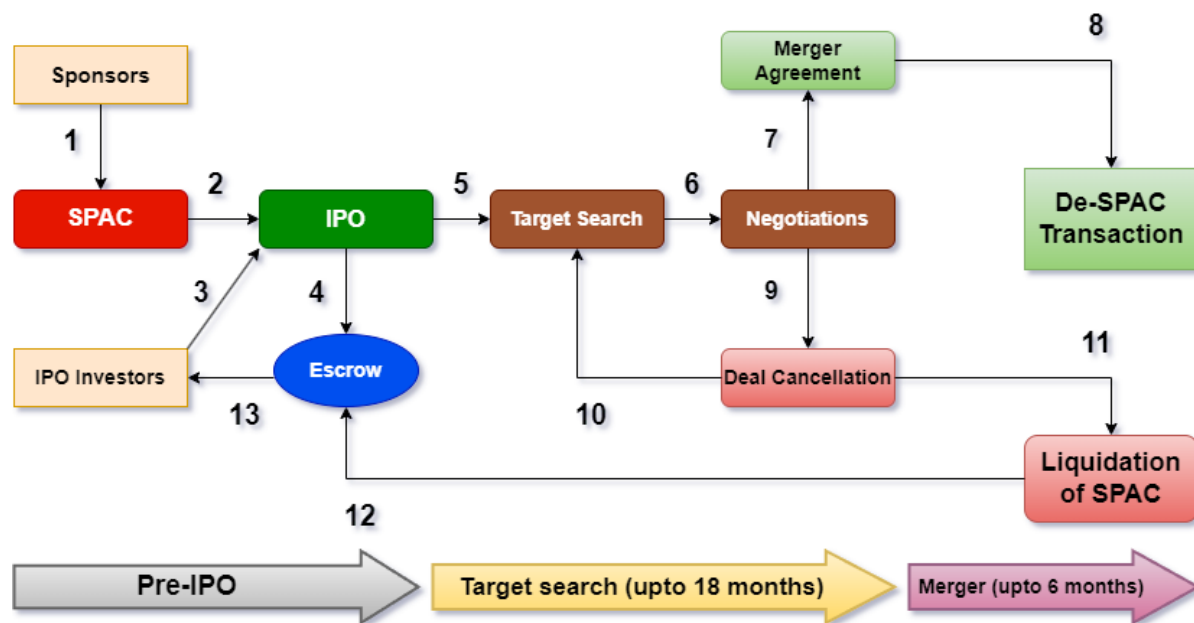 Sponsors
1
SPAC
2
IPO
3
4
IPO Investors
Escrow
13
5
Target Search
6
Negotiations
7
Merger
Agreement
8
De-SPAC
Transaction
9
Deal Cancellation
10
11
Liquidation
of SPAC
12
Pre-IPO
Target search (upto 18 months)
Merger (upto 6 months)